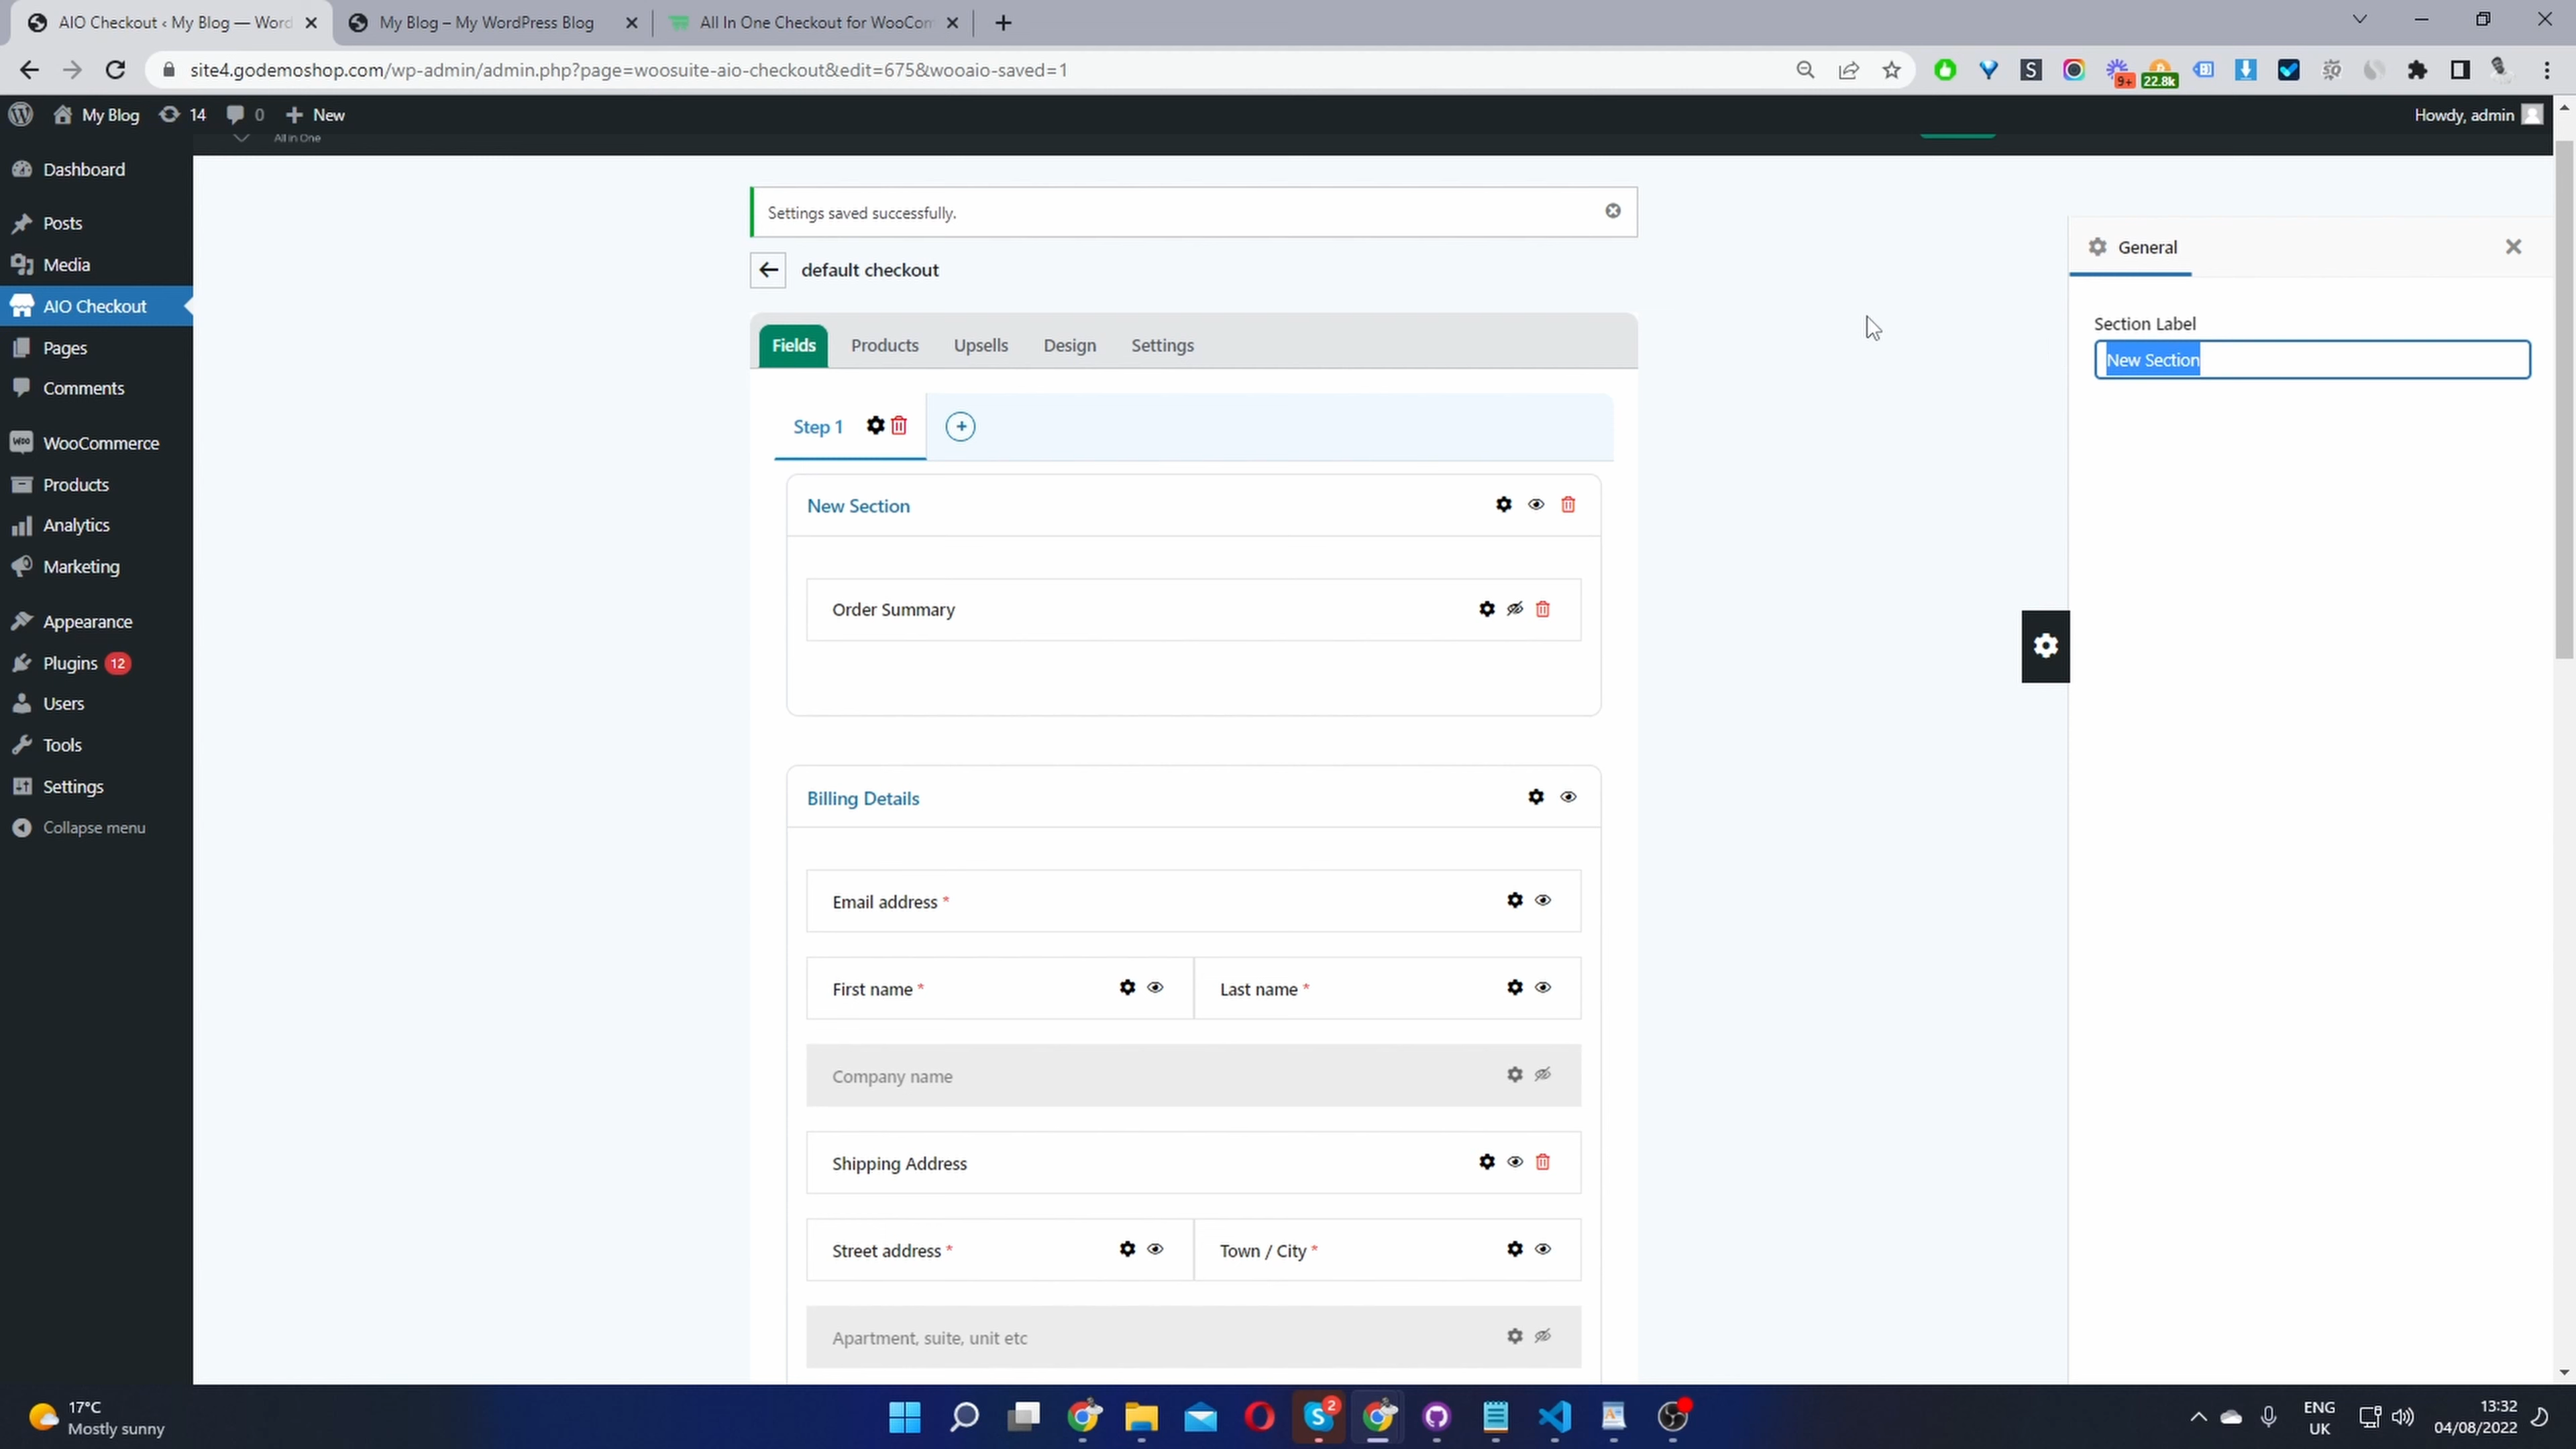 AIO Checkout ‹ My Blog — Word
My Blog – My WordPress Blog
All In One Checkout for WooCom
site4.godemoshop.com/wp-admin/admin.php?page=woosuite-aio-checkout&edit=675&wooaio-saved=1
9+
22.8k
My Blog
14
0
New
Howdy, admin
All in One
Dashboard
Posts
Media
AIO Checkout
Pages
Comments
WooCommerce
Products
Analytics
Marketing
Appearance
Plugins 12
Users
Tools
Settings
Collapse menu
Settings saved successfully.
default checkout
Fields
Products
Upsells
Design
Settings
Step 1
New Section
Order Summary
Billing Details
Email address *
First name *
Last name *
Company name
Shipping Address
Street address *
Town / City *
Apartment, suite, unit etc
General
Section Label
New Section
17°C
Mostly sunny
2
ENG
UK
13:32
04/08/2022